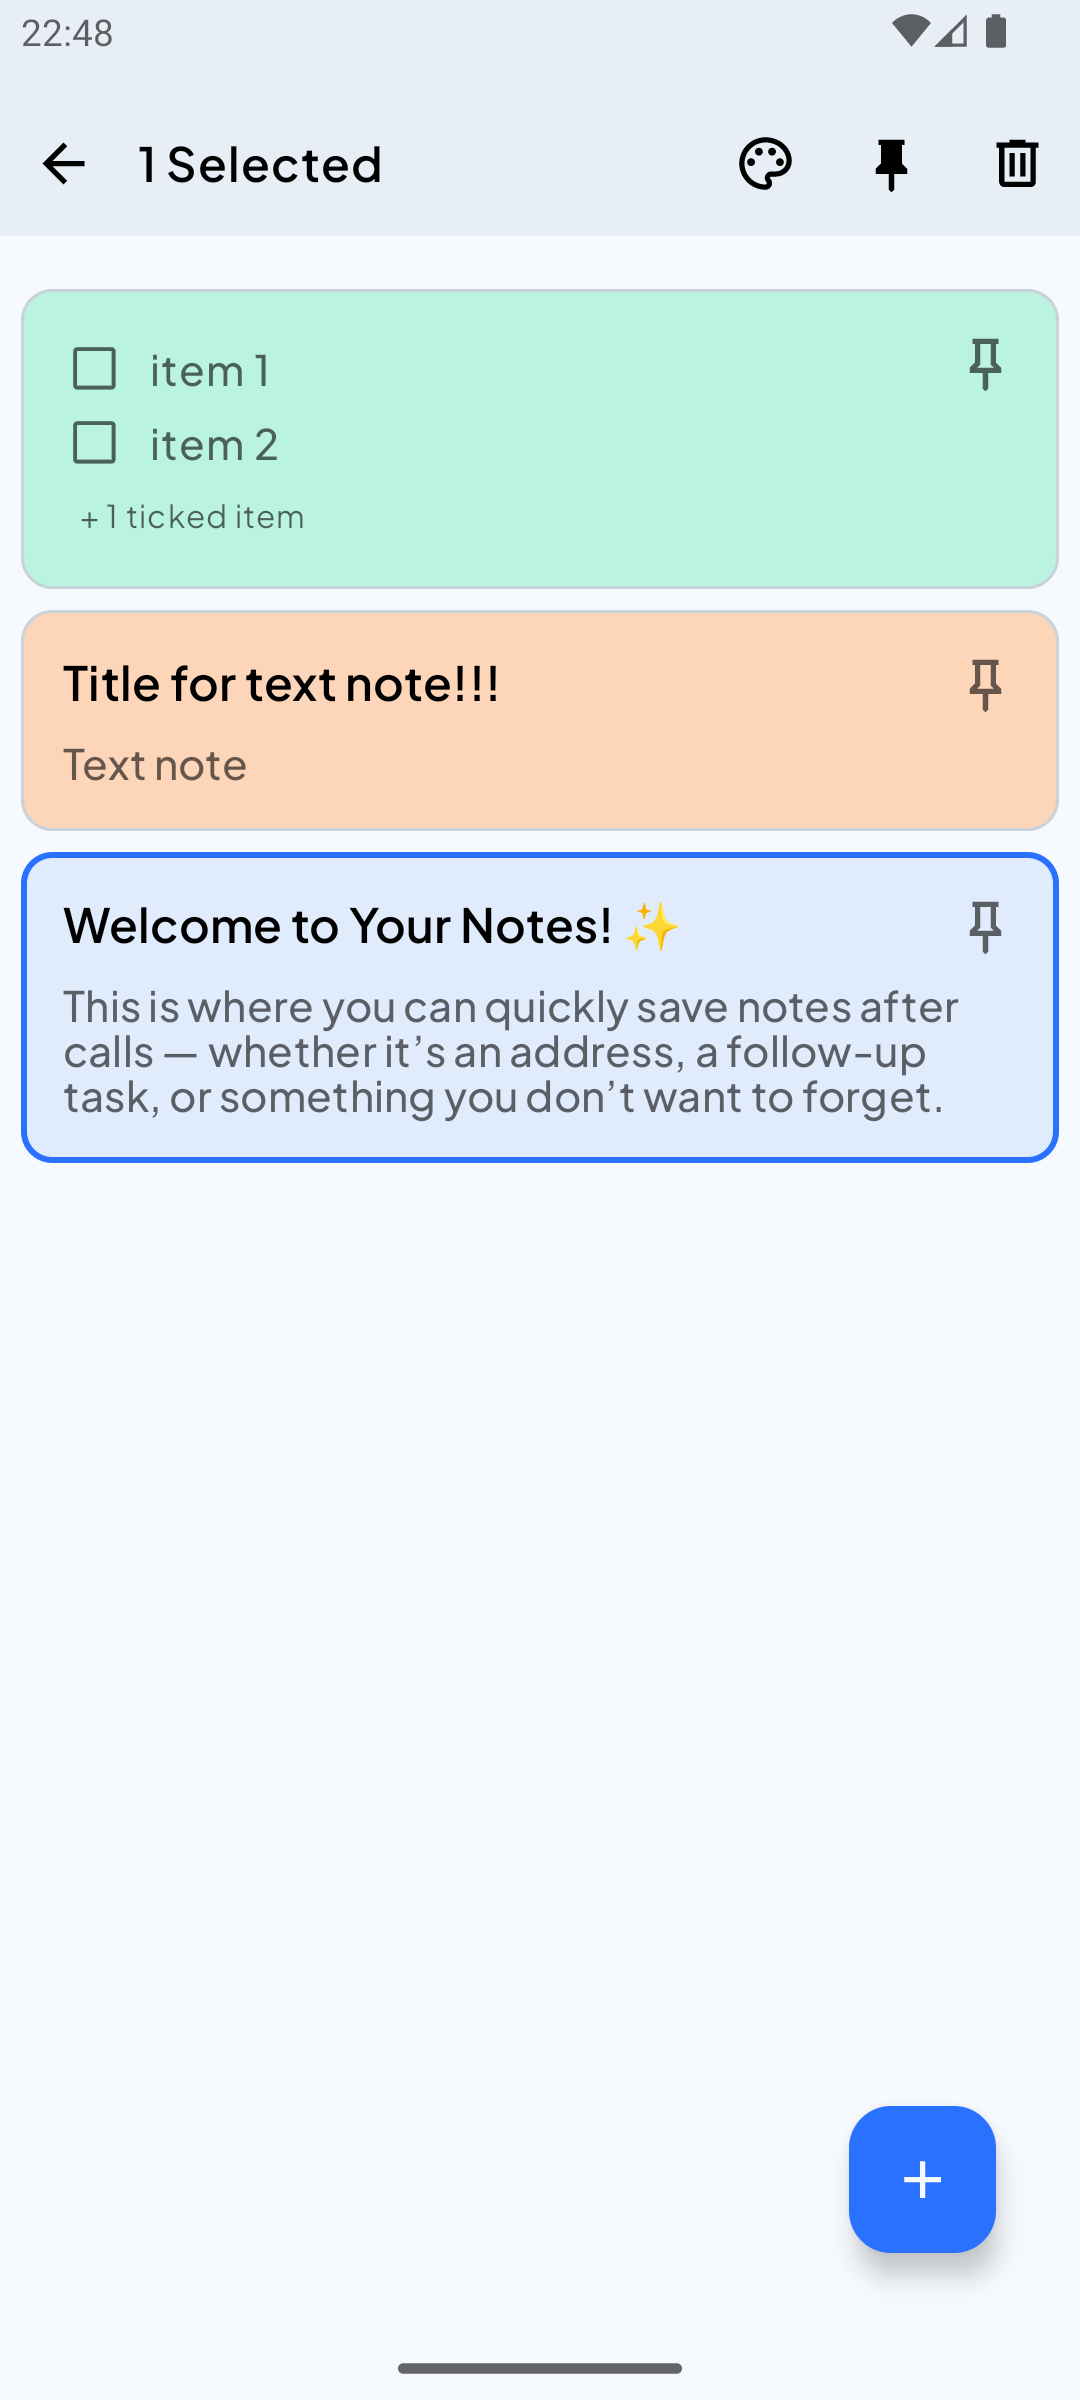 22:48
1 Selected
item 1
item 2
+ 1 ticked item
Title for text note!!!
Text note
Welcome to Your Notes! ✨
This is where you can quickly save notes after
calls — whether it’s an address, a follow-up
task, or something you don’t want to forget.